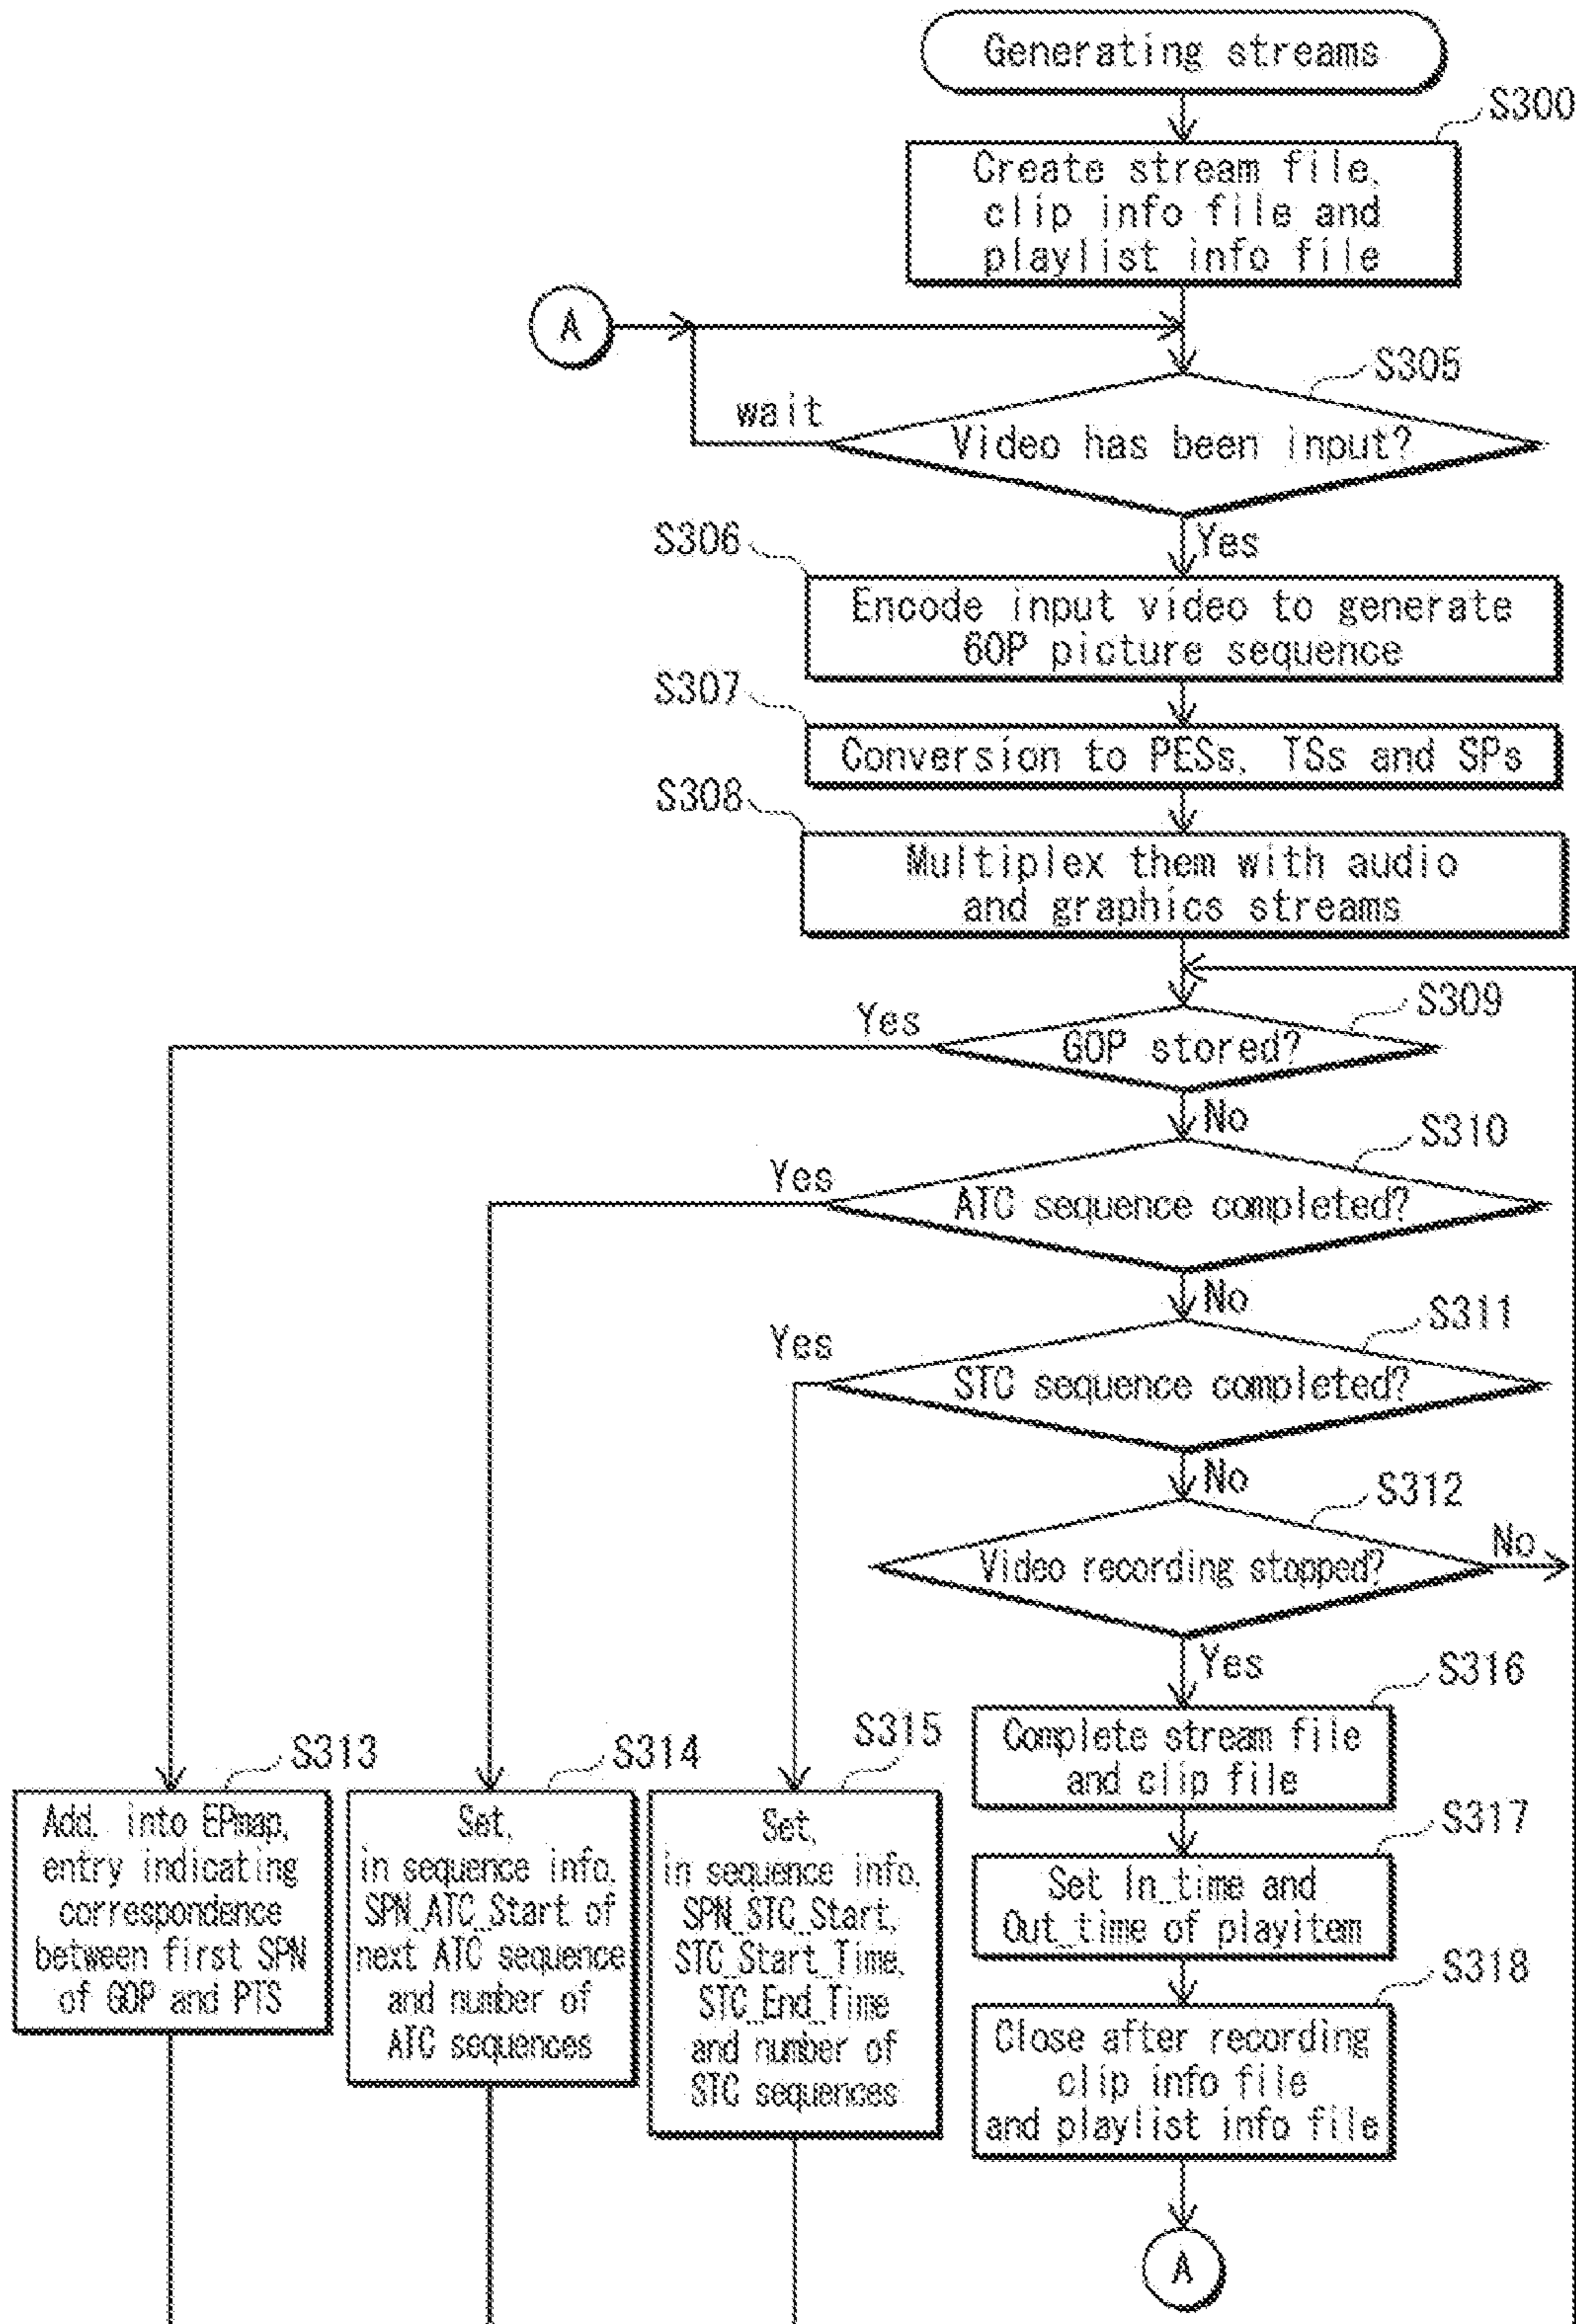 Generating streams
S300
Create stream file,
clip info file and
playlist info file
A
S305
wait
Video has been input?
Yes
S306
Encode input video to generate
GOP picture sequence
S307
Conversion to PESs, TSs and SPs
S308
Multiplex them with audio
and graphics streams
S309
Yes
GOP stored?
No
S310
Yes
ATC sequence completed?
No
S311
Yes
STC sequence completed?
No
S312
Video recording stopped?
No
Yes
S316
Complete stream file
and clip file
S313
Add, into EPmap,
entry indicating
correspondence
between first SPN
of GOP and PTS
S314
Set,
in sequence info,
SPN_ATC_Start of
next ATC sequence
and number of
ATC sequences
S315
Set,
in sequence info,
SPN_STC_Start,
STC_Start_Time,
STC_End_Time
and number of
STC sequences
S317
Set In_time and
Out_time of playitem
S318
Close after recording
clip info file
and playlist info file
A